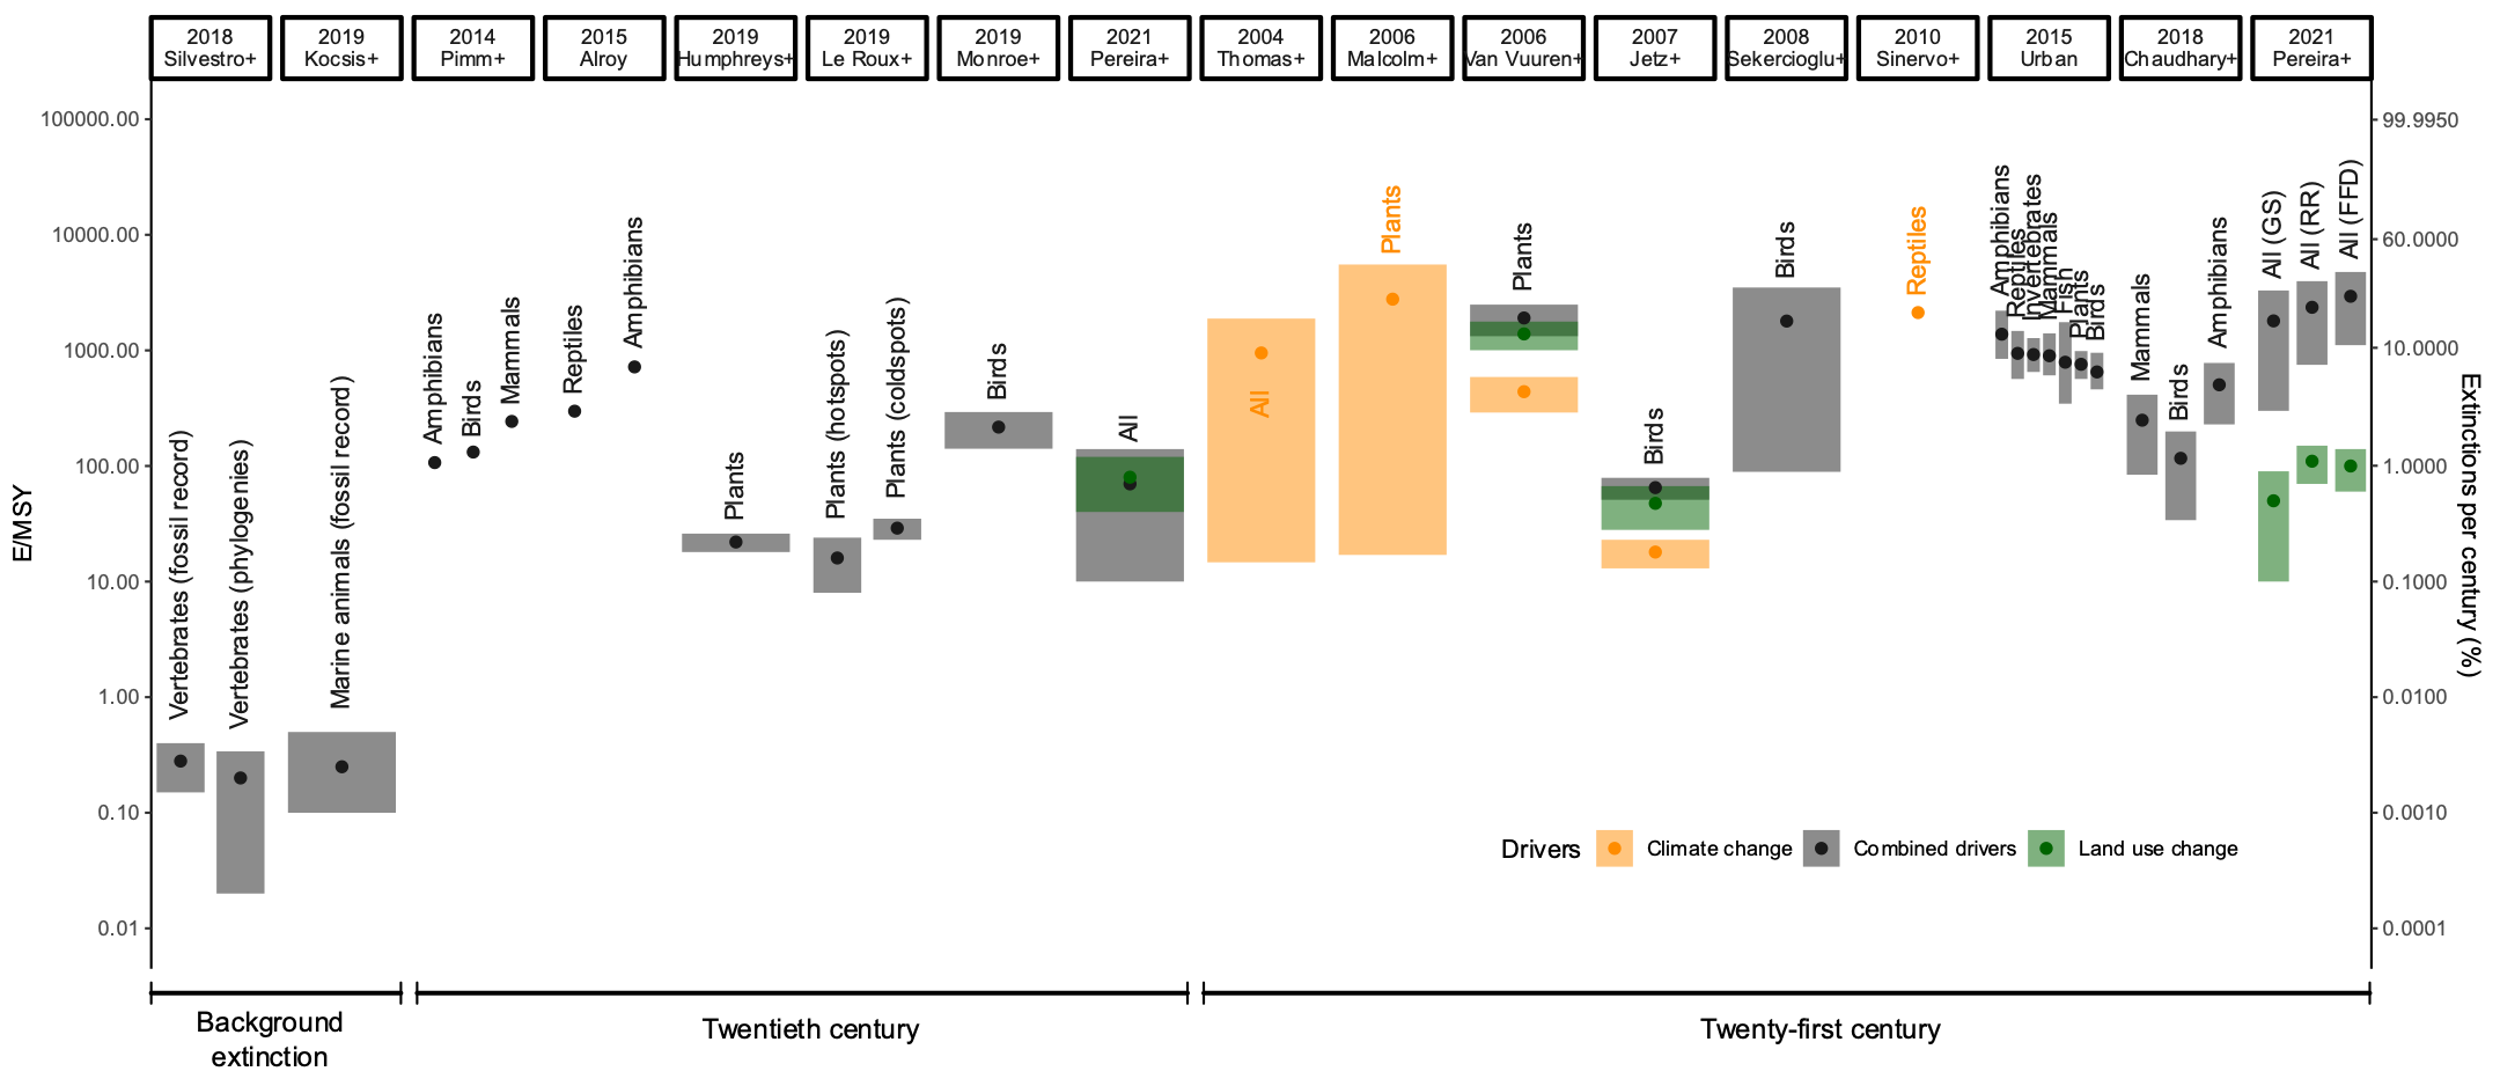 2018
Silvestro+
2019
Kocsis+
2014
Pimm+
2015
Alroy
2019
Humphreys+
2019
Le Roux+
2019
Monroe+
2021
Pereira+
2004
Thomas+
2006
Malcolm+
2006
Van Vuuren+
2007
Jetz+
2008
Sekercioglu+
2010
Sinervo+
2015
Urban
2018
Chaudhary+
2021
Pereira+
E/MSY
100000.00
10000.00
1000.00
100.00
10.00
1.00
0.10
0.01
Vertebrates (fossil record)
Vertebrates (phylogenies)
Marine animals (fossil record)
Amphibians
Birds
Mammals
Reptiles
Amphibians
Plants
Plants (hotspots)
Plants (coldspots)
Birds
All
All
Plants
Plants
Birds
Birds
Reptiles
Amphibians
Reptiles
Invertebrates
Mammals
Fish
Plants
Birds
Mammals
Birds
Amphibians
All (GS)
All (RR)
All (FFD)
99.9950
60.0000
10.0000
1.0000
0.1000
0.0100
0.0010
0.0001
Extinctions per century (%)
Drivers
Climate change
Combined drivers
Land use change
Background
extinction
Twentieth century
Twenty-first century